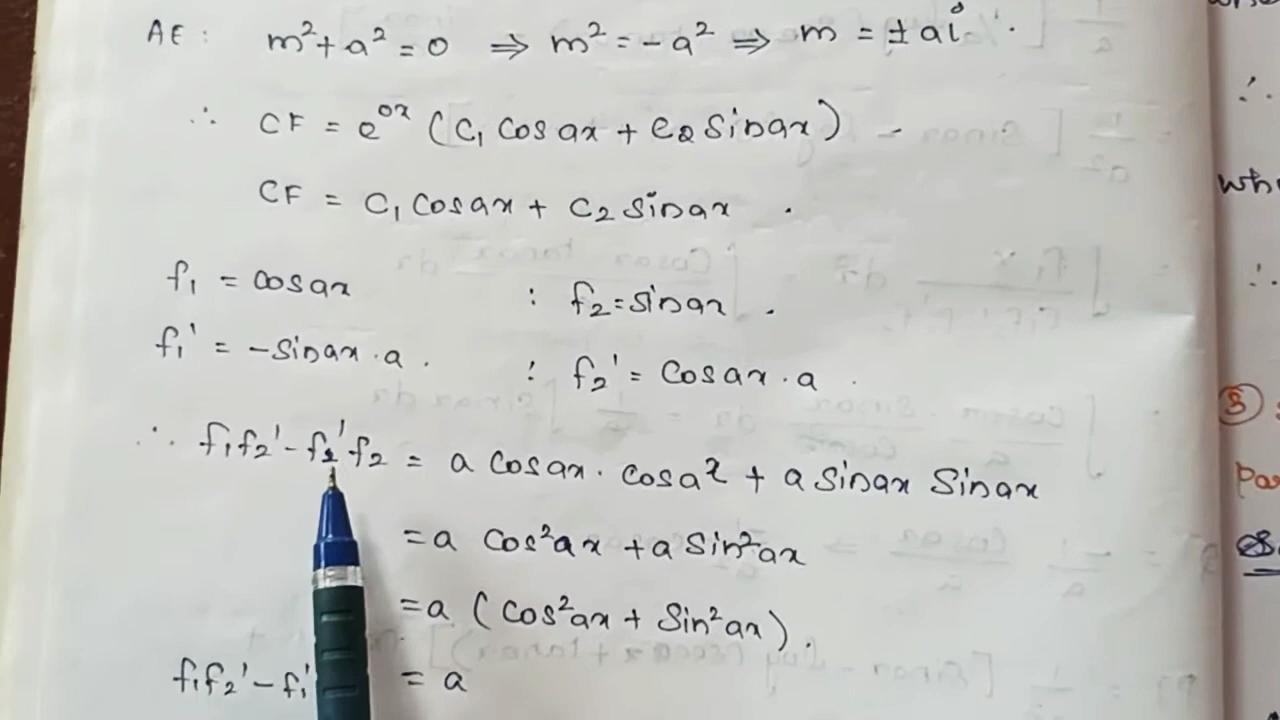 AE : m² + a² = 0 ⇒ m² = -a² ⇒ m = ± ai .
∴ CF = e^0x (C₁ Cos ax + C₂ Sin ax)
CF = C₁ Cos ax + C₂ Sin ax .
f₁ = Cos ax : f₂ = Sin ax .
f₁' = -Sin ax · a . : f₂' = Cos ax · a .
∴ f₁f₂' - f₁'f₂ = a Cos ax · Cos ax + a Sin ax Sin ax
= a Cos² ax + a Sin² ax
= a (Cos² ax + Sin² ax) .
f₁f₂' - f₁' = a
∴
∴
3